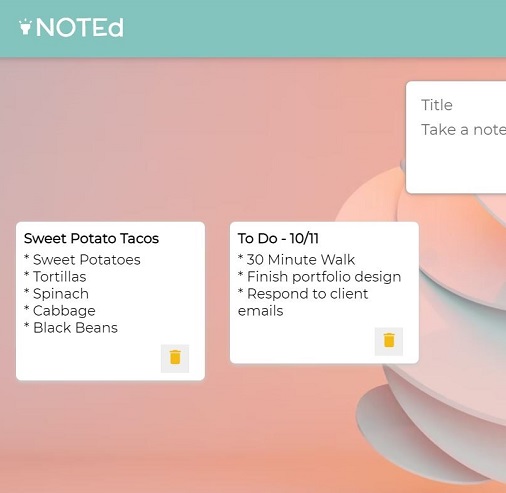 NOTEd
Title
Take a note
Sweet Potato Tacos
* Sweet Potatoes
* Tortillas
* Spinach
* Cabbage
* Black Beans
To Do - 10/11
* 30 Minute Walk
* Finish portfolio design
* Respond to client
emails